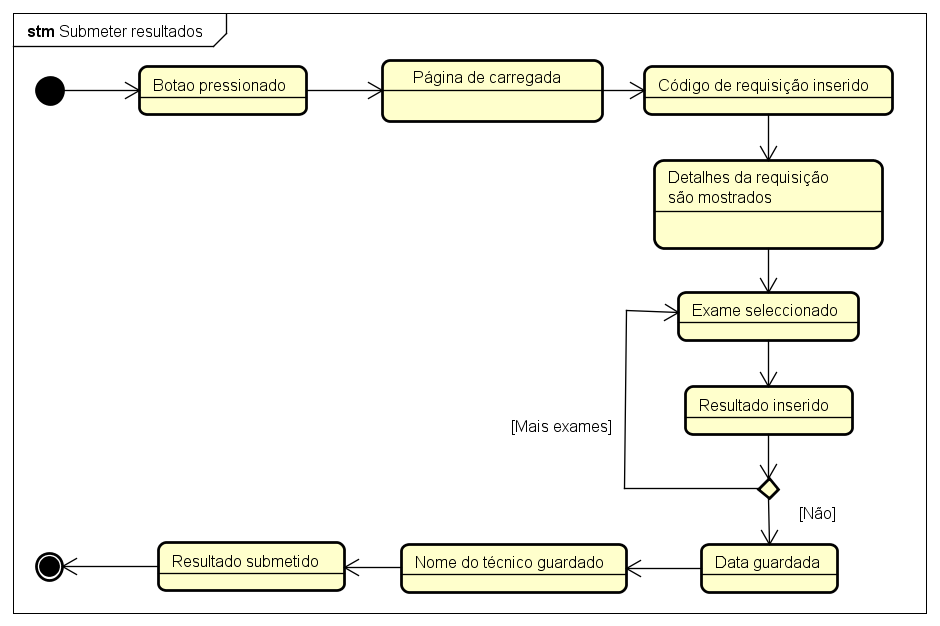 stm Submeter resultados
Botao pressionado
Página de carregada
Código de requisição inserido
Detalhes da requisição
são mostrados
Exame seleccionado
Resultado inserido
[Mais exames]
[Não]
Resultado submetido
Nome do técnico guardado
Data guardada